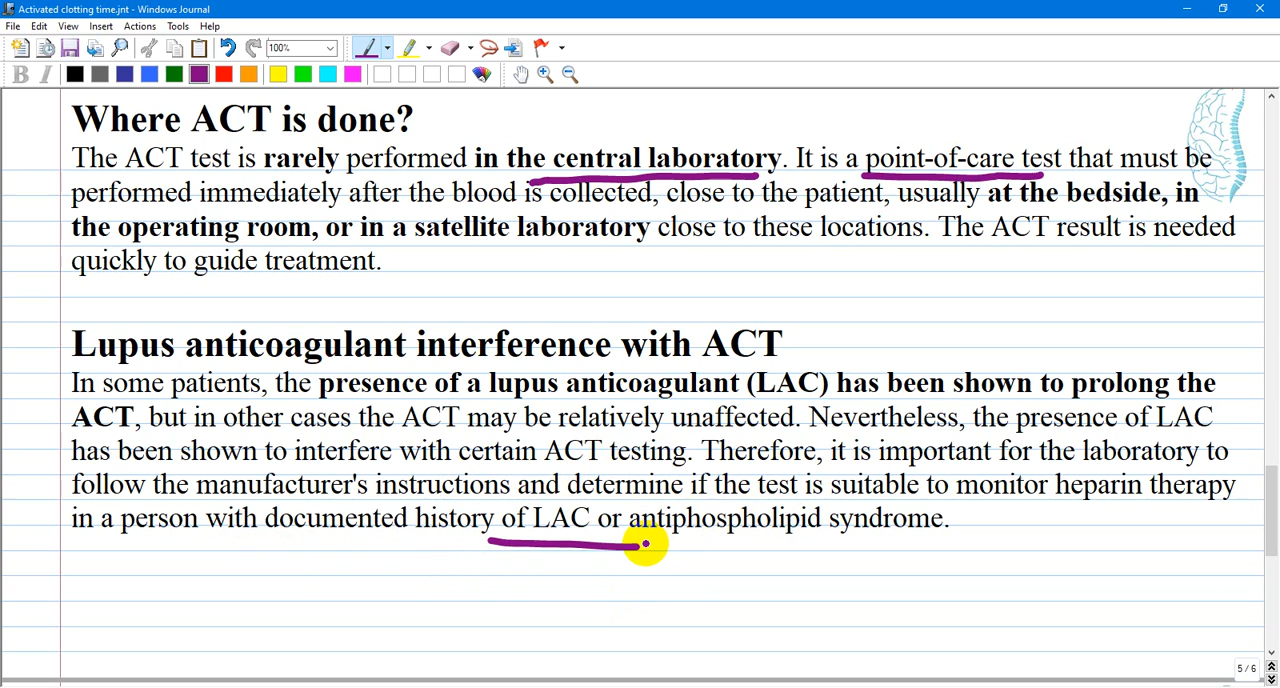 Activated clotting time.jnt - Windows Journal
File Edit View Insert Actions Tools Help
100%
B I
Where ACT is done?
The ACT test is rarely performed in the central laboratory. It is a point-of-care test that must be
performed immediately after the blood is collected, close to the patient, usually at the bedside, in
the operating room, or in a satellite laboratory close to these locations. The ACT result is needed
quickly to guide treatment.
Lupus anticoagulant interference with ACT
In some patients, the presence of a lupus anticoagulant (LAC) has been shown to prolong the
ACT, but in other cases the ACT may be relatively unaffected. Nevertheless, the presence of LAC
has been shown to interfere with certain ACT testing. Therefore, it is important for the laboratory to
follow the manufacturer's instructions and determine if the test is suitable to monitor heparin therapy
in a person with documented history of LAC or antiphospholipid syndrome.
5 / 6